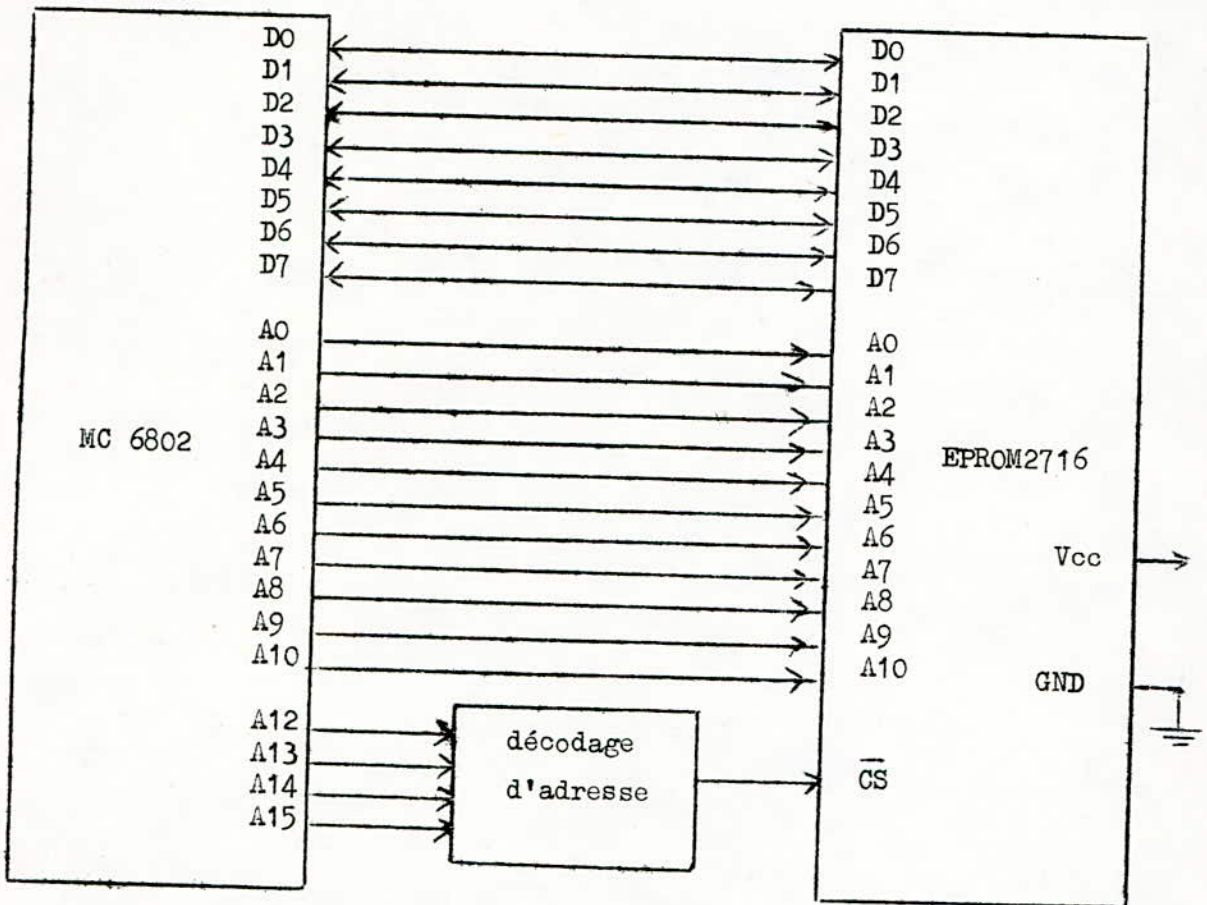 D0
D1
D2
D3
D4
D5
D6
D7
A0
A1
A2
A3
A4
A5
A6
A7
A8
A9
A10
A12
A13
A14
A15
MC 6802
décodage
d'adresse
D0
D1
D2
D3
D4
D5
D6
D7
A0
A1
A2
A3
A4
A5
A6
A7
A8
A9
A10
C̅S̅
EPROM2716
Vcc
GND